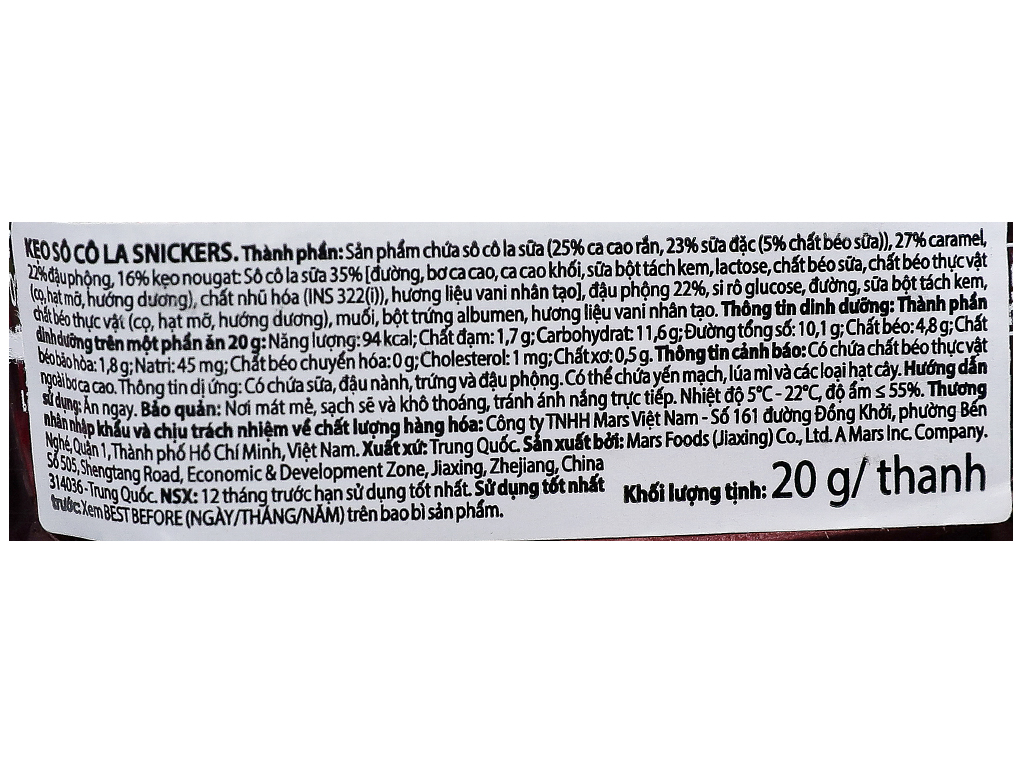 KẸO SÔ CÔ LA SNICKERS. Thành phần: Sản phẩm chứa sô cô la sữa (25% ca cao rắn, 23% sữa đặc (5% chất béo sữa)), 27% caramel,
22% đậu phộng, 16% kẹo nougat: Sô cô la sữa 35% [đường, bơ ca cao, ca cao khối, sữa bột tách kem, lactose, chất béo sữa, chất béo thực vật
(cọ, hạt mỡ, hướng dương), chất nhũ hóa (INS 322(i)), hương liệu vani nhân tạo], đậu phộng 22%, si rô glucose, đường, sữa bột tách kem,
chất béo thực vật (cọ, hạt mỡ, hướng dương), muối, bột trứng albumen, hương liệu vani nhân tạo. Thông tin dinh dưỡng: Thành phần
dinh dưỡng trên một phần ăn 20 g: Năng lượng: 94 kcal; Chất đạm: 1,7 g; Carbohydrat: 11,6 g; Đường tổng số: 10,1 g; Chất béo: 4,8 g; Chất
béo bão hòa: 1,8 g; Natri: 45 mg; Chất béo chuyển hóa: 0 g; Cholesterol: 1 mg; Chất xơ: 0,5 g. Thông tin cảnh báo: Có chứa chất béo thực vật
ngoài bơ ca cao. Thông tin dị ứng: Có chứa sữa, đậu nành, trứng và đậu phộng. Có thể chứa yến mạch, lúa mì và các loại hạt cây. Hướng dẫn
sử dụng: Ăn ngay. Bảo quản: Nơi mát mẻ, sạch sẽ và khô thoáng, tránh ánh nắng trực tiếp. Nhiệt độ 5°C - 22°C, độ ẩm ≤ 55%. Thương
nhân nhập khẩu và chịu trách nhiệm về chất lượng hàng hóa: Công ty TNHH Mars Việt Nam - Số 161 đường Đồng Khởi, phường Bến
Nghé, Quận 1, Thành phố Hồ Chí Minh, Việt Nam. Xuất xứ: Trung Quốc. Sản xuất bởi: Mars Foods (Jiaxing) Co., Ltd. A Mars Inc. Company.
Số 505, Shengtang Road, Economic & Development Zone, Jiaxing, Zhejiang, China
314036 - Trung Quốc. NSX: 12 tháng trước hạn sử dụng tốt nhất. Sử dụng tốt nhất
trước: Xem BEST BEFORE (NGÀY/THÁNG/NĂM) trên bao bì sản phẩm.
Khối lượng tịnh: 20 g/ thanh